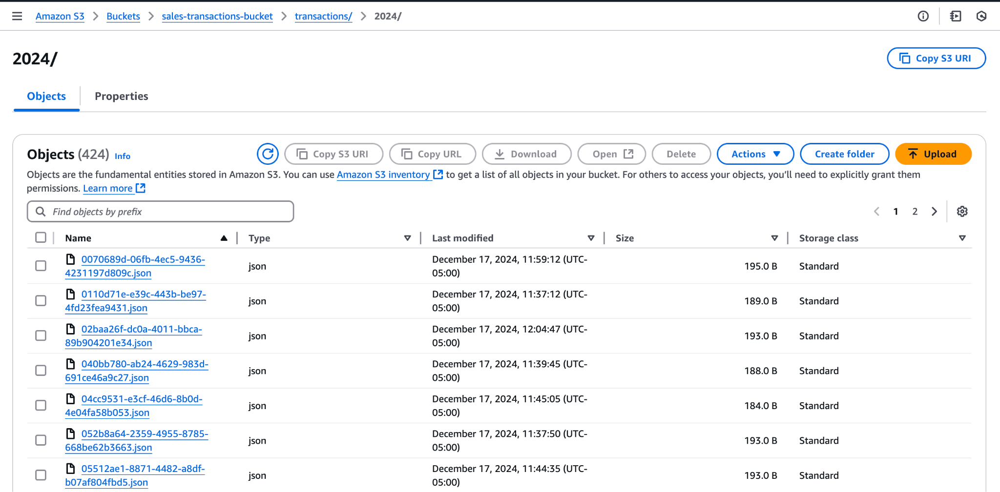 Amazon S3 > Buckets > sales-transactions-bucket > transactions/ > 2024/
2024/
Copy S3 URI
Objects Properties
Objects (424) Info
Copy S3 URI Copy URL Download Open Delete Actions Create folder Upload
Objects are the fundamental entities stored in Amazon S3. You can use Amazon S3 inventory to get a list of all objects in your bucket. For others to access your objects, you’ll need to explicitly grant them
permissions. Learn more
Find objects by prefix
1 2
Name Type Last modified Size Storage class
0070689d-06fb-4ec5-9436-
4231197d809c.json
json
December 17, 2024, 11:59:12 (UTC-
05:00)
195.0 B
Standard
0110d71e-e39c-443b-be97-
4fd23fea9431.json
json
December 17, 2024, 11:37:12 (UTC-
05:00)
189.0 B
Standard
02baa26f-dc0a-4011-bbca-
89b904201e34.json
json
December 17, 2024, 12:04:47 (UTC-
05:00)
193.0 B
Standard
040bb780-ab24-4629-983d-
691ce46a9c27.json
json
December 17, 2024, 11:39:45 (UTC-
05:00)
188.0 B
Standard
04cc9531-e3cf-46d6-8b0d-
4e04fa58b053.json
json
December 17, 2024, 11:45:05 (UTC-
05:00)
184.0 B
Standard
052b8a64-2359-4955-8785-
668be62b3663.json
json
December 17, 2024, 11:37:50 (UTC-
05:00)
193.0 B
Standard
05512ae1-8871-4482-a8df-
b07af804fbd5.json
json
December 17, 2024, 11:44:35 (UTC-
05:00)
193.0 B
Standard